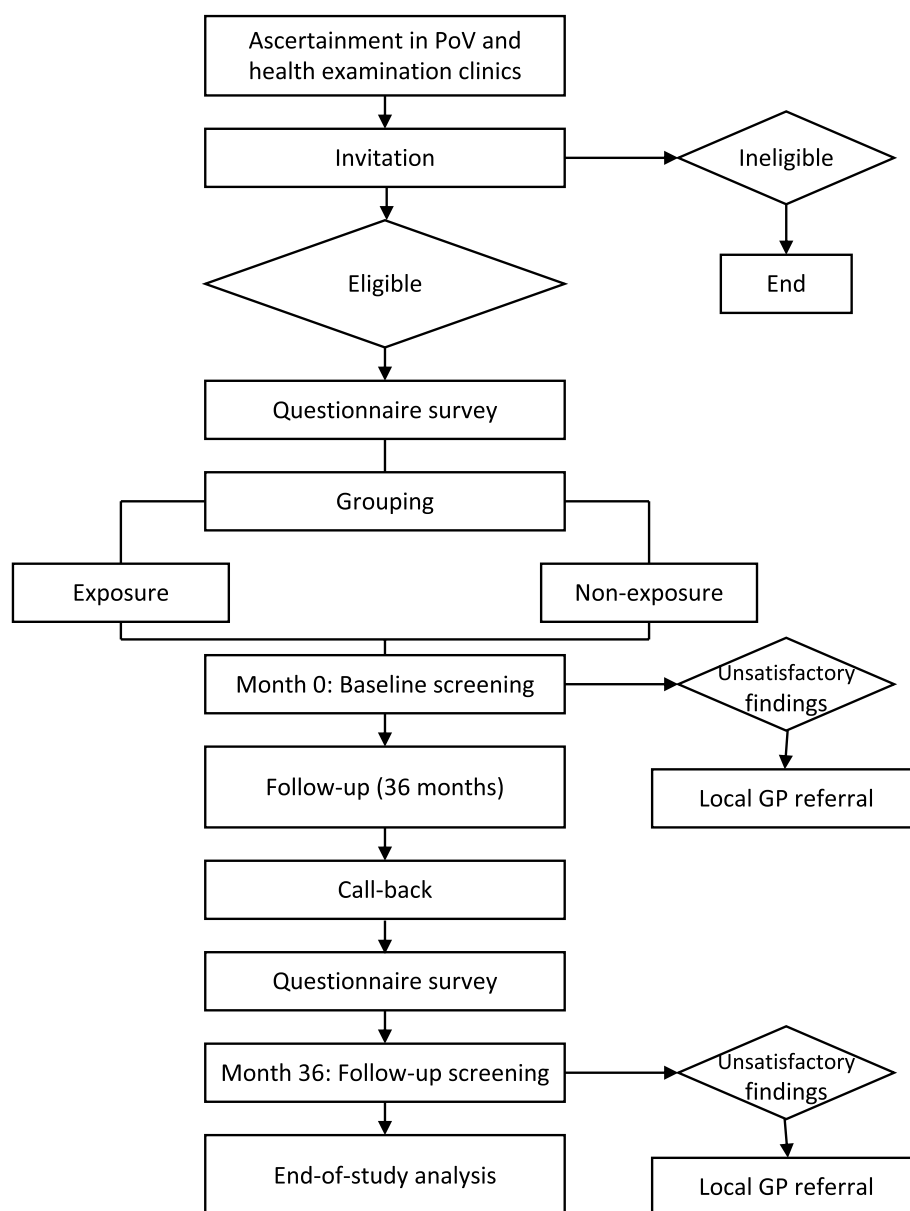 Ascertainment in PoV and
health examination clinics
Invitation
Ineligible
Eligible
End
Questionnaire survey
Grouping
Exposure
Non-exposure
Month 0: Baseline screening
Unsatisfactory
findings
Follow-up (36 months)
Local GP referral
Call-back
Questionnaire survey
Month 36: Follow-up screening
Unsatisfactory
findings
End-of-study analysis
Local GP referral